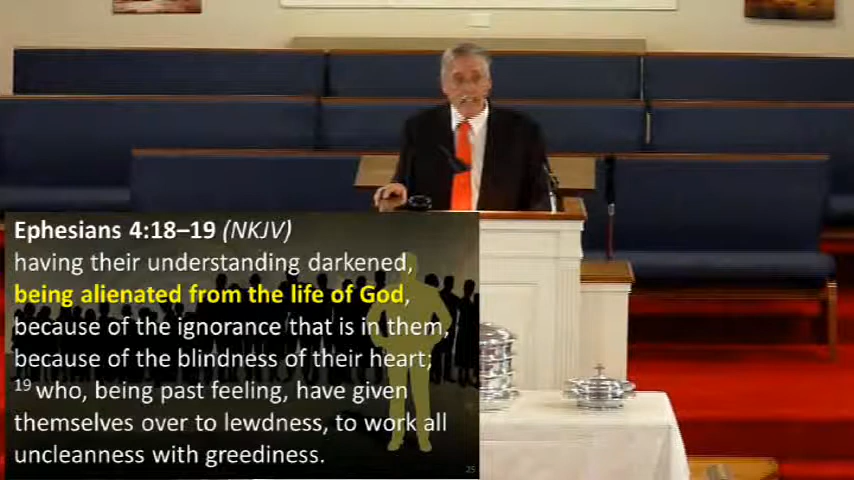 Ephesians 4:18–19 (NKJV)
having their understanding darkened,
being alienated from the life of God,
because of the ignorance that is in them,
because of the blindness of their heart;
19 who, being past feeling, have given
themselves over to lewdness, to work all
uncleanness with greediness.
25